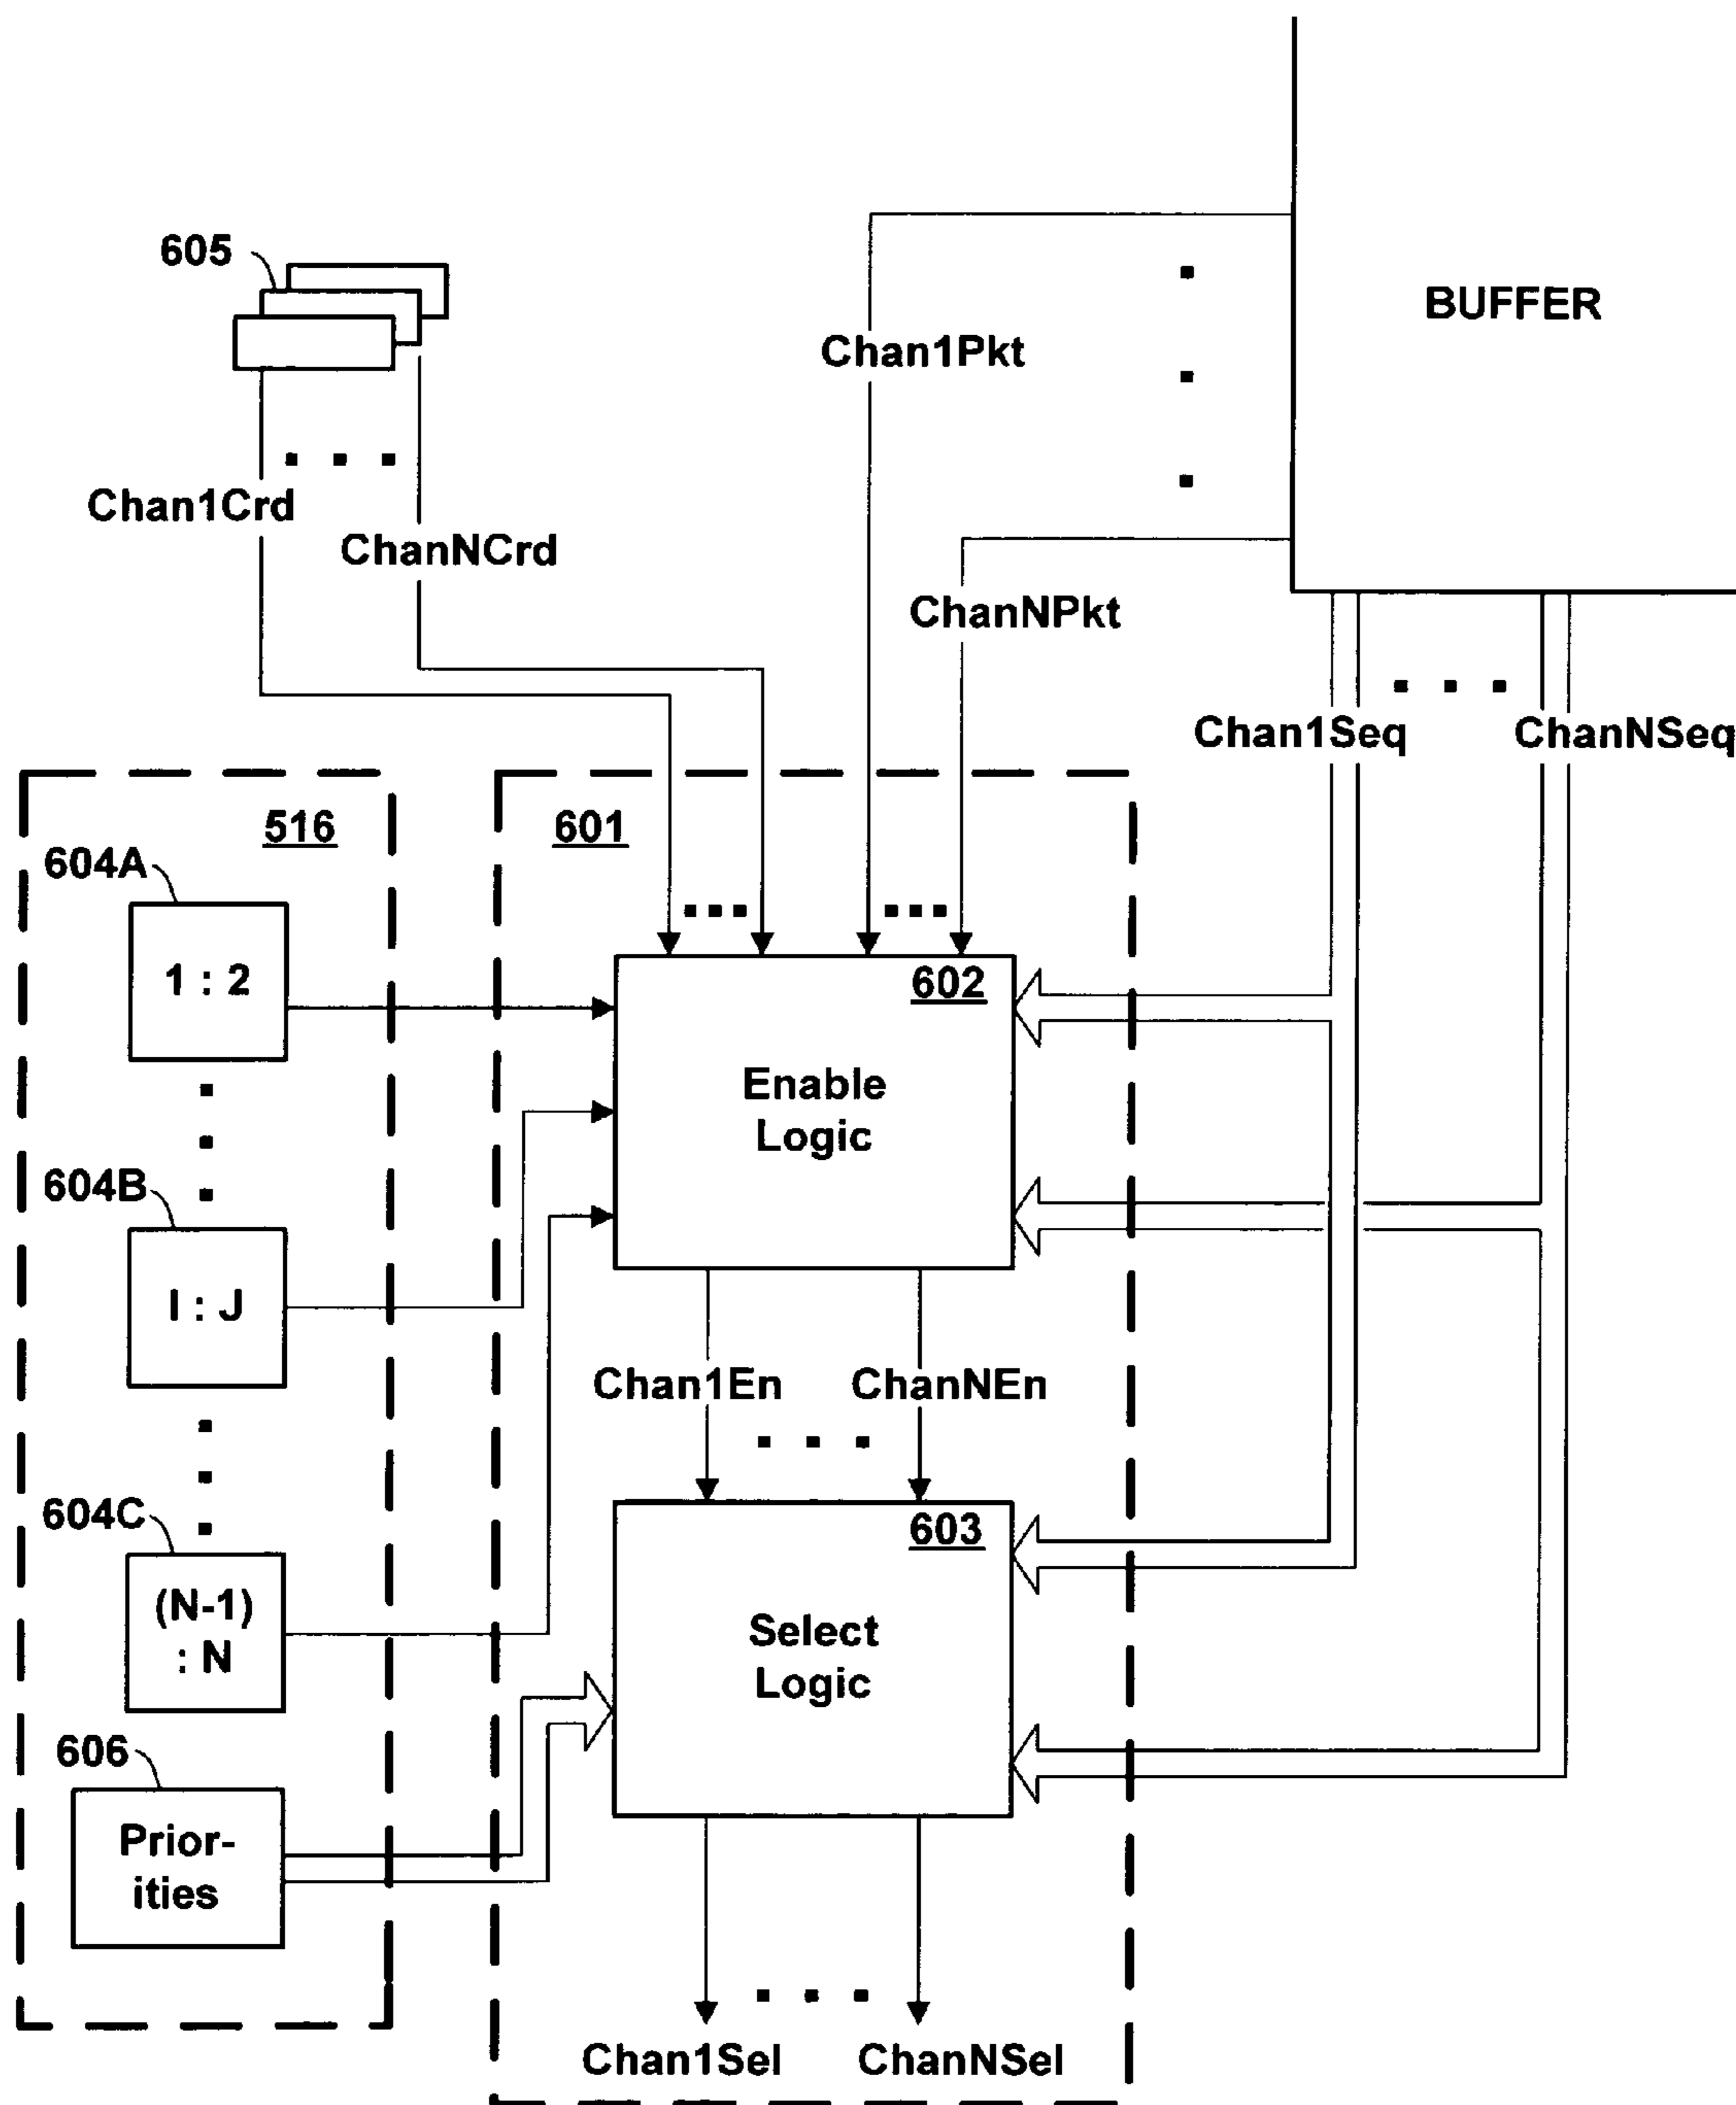 605
BUFFER
Chan1Pkt
Chan1Crd
ChanNCrd
ChanNPkt
Chan1Seq
ChanNSeq
516
601
604A
1 : 2
602
Enable
Logic
604B
I : J
Chan1En
ChanNEn
604C
(N-1)
: N
603
Select
Logic
606
Prior-
ities
Chan1Sel
ChanNSel